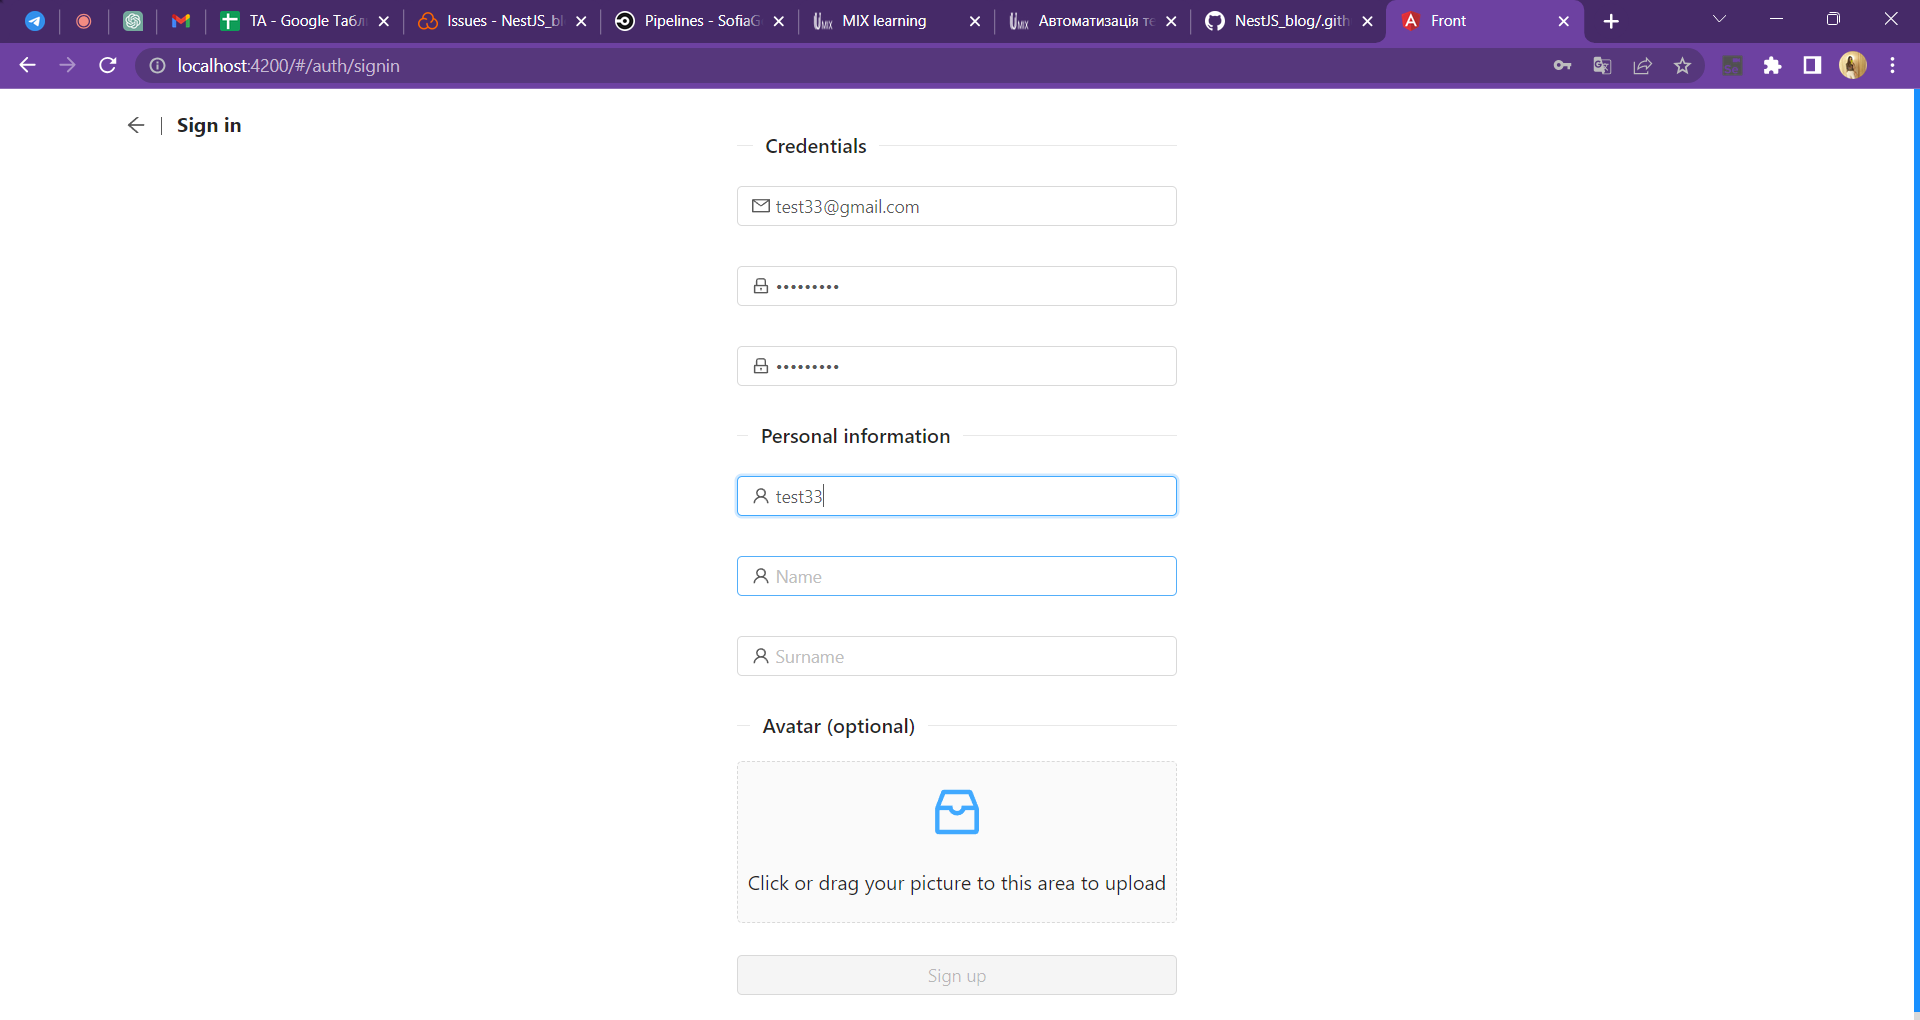 TA - Google Табл
Issues - NestJS_bl
Pipelines - SofiaG
MIX learning
Автоматизація те
NestJS_blog/.gith
Front
localhost:4200/#/auth/signin
Sign in
Credentials
test33@gmail.com
•••••••••
•••••••••
Personal information
test33
Name
Surname
Avatar (optional)
Click or drag your picture to this area to upload
Sign up